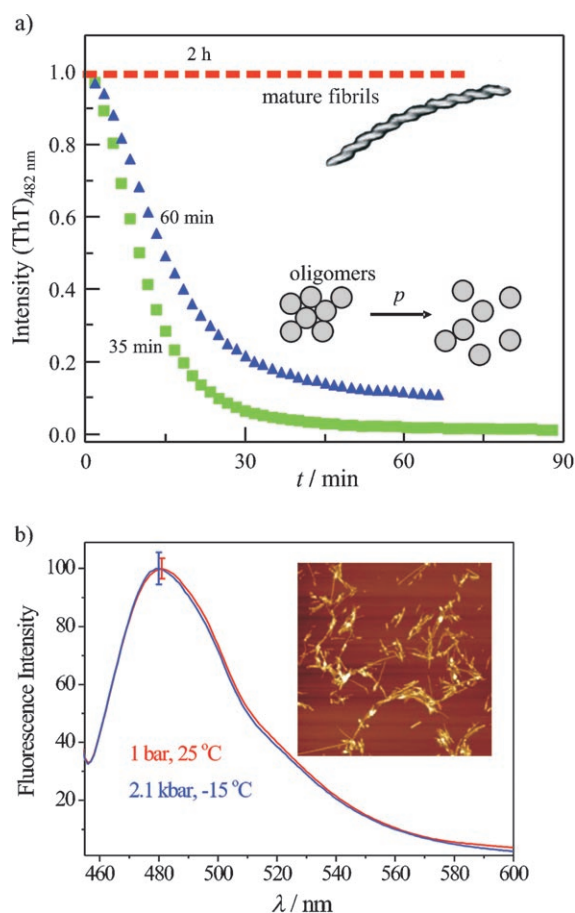 a)
2 h
1.0
mature fibrils
0.8
Intensity (ThT)482 nm
0.6
60 min
oligomers
p
0.4
35 min
0.2
0.0
0 30 60 90
t / min
b)
100
80
Fluorescence Intensity
60
40
1 bar, 25 °C
2.1 kbar, -15 °C
20
460 480 500 520 540 560 580 600
λ / nm